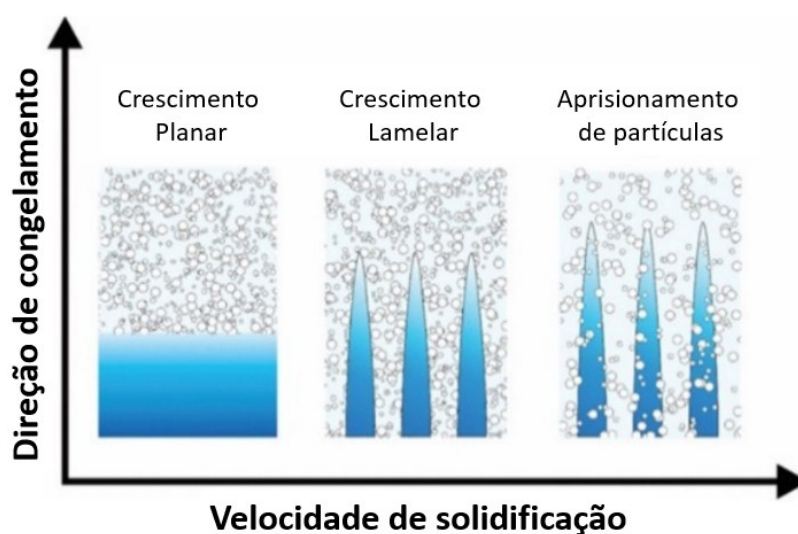 Direção de congelamento
Crescimento
Planar
Crescimento
Lamelar
Aprisionamento
de partículas
Velocidade de solidificação